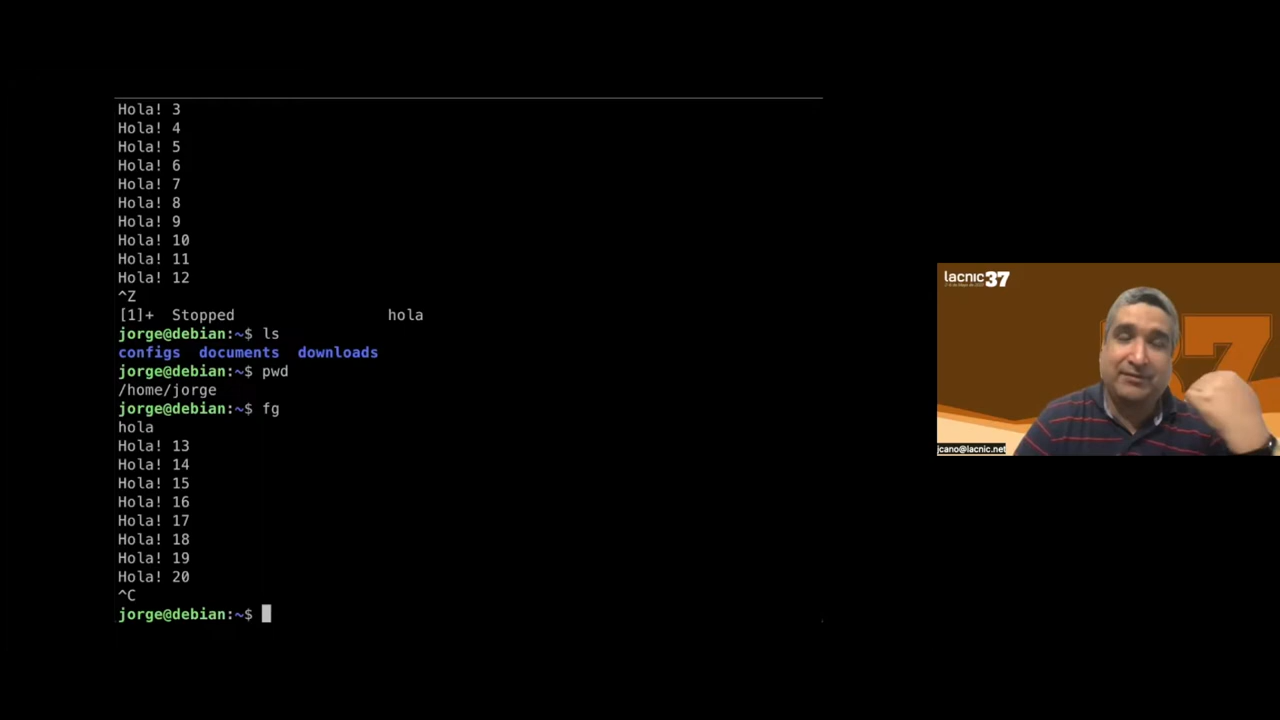 Hola! 3
Hola! 4
Hola! 5
Hola! 6
Hola! 7
Hola! 8
Hola! 9
Hola! 10
Hola! 11
Hola! 12
^Z
[1]+  Stopped                 hola
jorge@debian:~$ ls
configs  documents  downloads
jorge@debian:~$ pwd
/home/jorge
jorge@debian:~$ fg
hola
Hola! 13
Hola! 14
Hola! 15
Hola! 16
Hola! 17
Hola! 18
Hola! 19
Hola! 20
^C
jorge@debian:~$
lacnic 37
37
jcano@lacnic.net